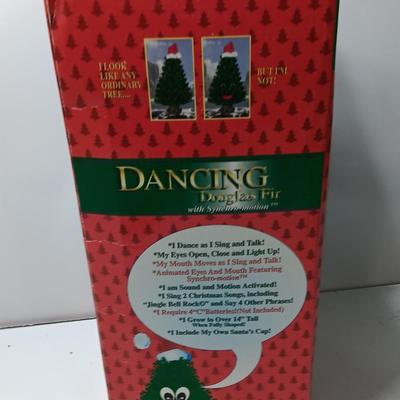 I LOOK
LIKE ANY
ORDINARY
TREE....
BUT I'M
NOT!
DANCING
Douglas Fir
with Synchro-motion™
*I Dance as I Sing and Talk!
*My Eyes Open, Close and Light Up!
*My Mouth Moves as I Sing and Talk!
*Animated Eyes And Mouth Featuring
Synchro-motion™
*I am Sound and Motion Activated!
*I Sing 2 Christmas Songs, including
"Jingle Bell Rock©" and Say 4 Other Phrases!
*I Require 4"C"Batteries!(Not Included)
*I Grow to Over 14" Tall
When Fully Shaped!
*I Include My Own Santa's Cap!